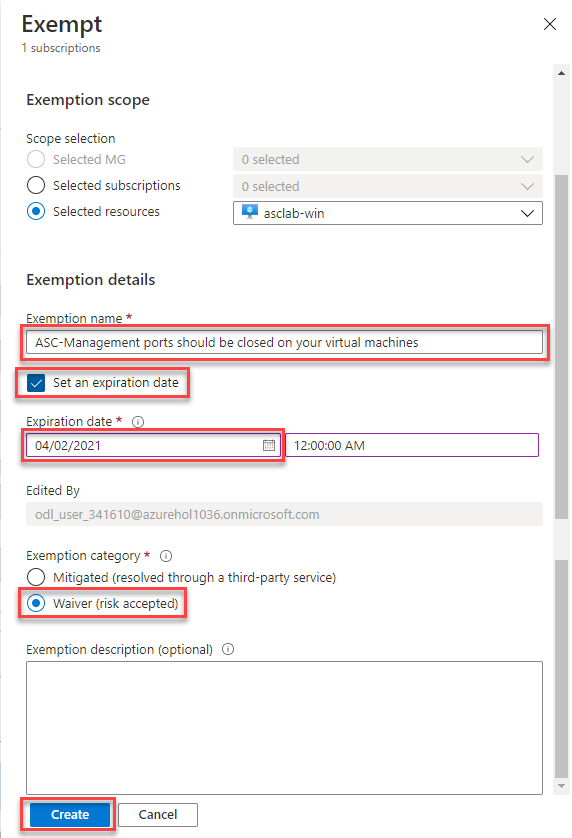 Exempt
1 subscriptions
Exemption scope
Scope selection
Selected MG
0 selected
Selected subscriptions
0 selected
Selected resources
asclab-win
Exemption details
Exemption name *
ASC-Management ports should be closed on your virtual machines
Set an expiration date
Expiration date *
04/02/2021
12:00:00 AM
Edited By
odl_user_341610@azurehol1036.onmicrosoft.com
Exemption category *
Mitigated (resolved through a third-party service)
Waiver (risk accepted)
Exemption description (optional)
Create
Cancel